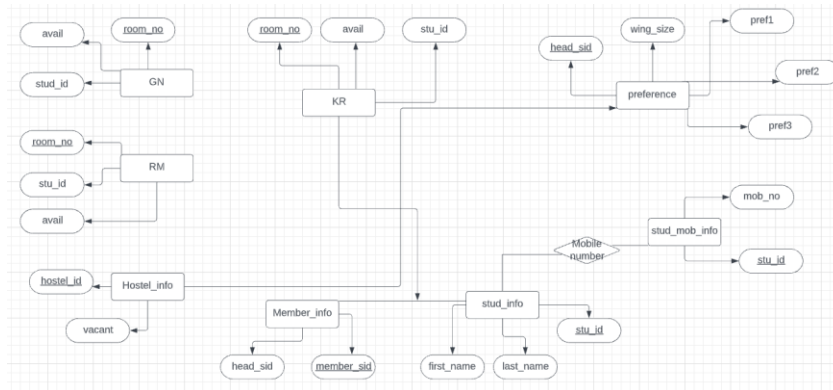 avail
room_no
stud_id
GN
room_no
avail
stu_id
KR
head_sid
wing_size
pref1
pref2
pref3
preference
room_no
stu_id
avail
RM
mob_no
stud_mob_info
stu_id
Mobile
number
hostel_id
Hostel_info
vacant
Member_info
head_sid
member_sid
stud_info
first_name
last_name
stu_id